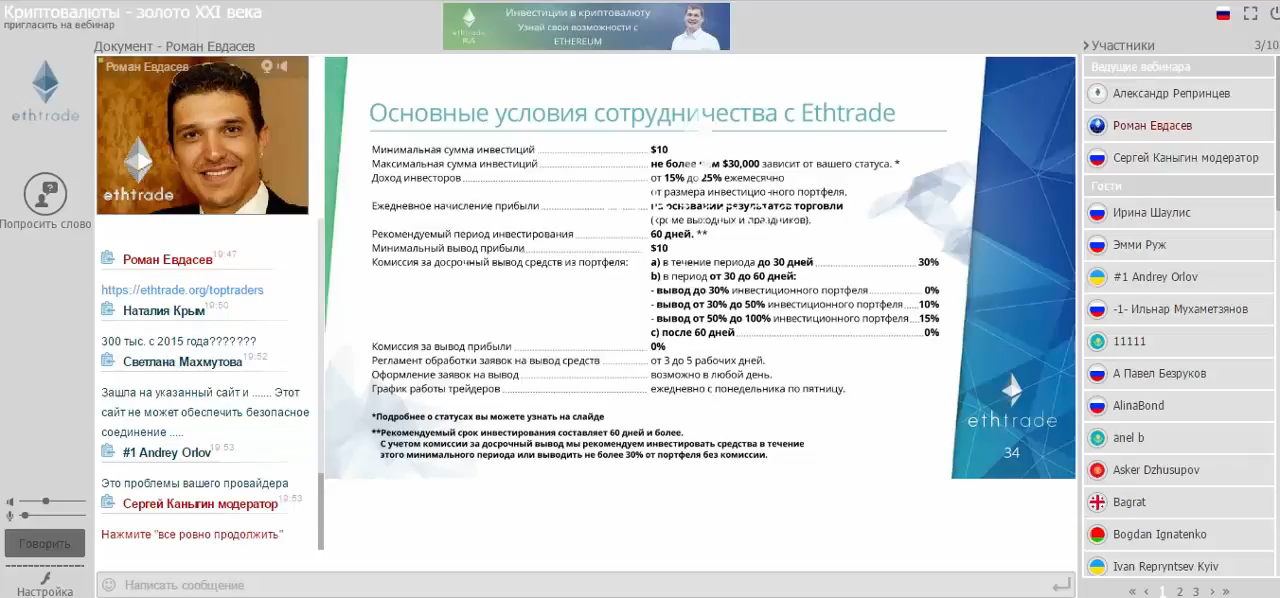 Криптовалюты - золото XXI века
пригласить на вебинар
Инвестиции в криптовалюту
Узнай свои возможности с
ETHEREUM
Документ - Роман Евдасев
Участники 3/10
ethtrade
Попросить слово
Говорить
Настройка
Роман Евдасев
ethtrade
Роман Евдасев 19:47
https://ethtrade.org/toptraders
Наталия Крым 19:50
300 тыс. с 2015 года???????
Светлана Махмутова 19:52
Зашла на указанный сайт и ....... Этот
сайт не может обеспечить безопасное
соединение .....
#1 Andrey Orlov 19:53
Это проблемы вашего провайдера
Сергей Каныгин модератор 19:53
Нажмите "все ровно продолжить"
Написать сообщение
Основные условия сотрудничества с Ethtrade
Минимальная сумма инвестиций $10
Максимальная сумма инвестиций не более чем $30,000 зависит от вашего статуса. *
Доход инвесторов от 15% до 25% ежемесячно
от размера инвестиционного портфеля.
Ежедневное начисление прибыли на основании результатов торговли
(кроме выходных и праздников).
Рекомендуемый период инвестирования 60 дней. **
Минимальный вывод прибыли $10
Комиссия за досрочный вывод средств из портфеля: a) в течение периода до 30 дней 30%
b) в период от 30 до 60 дней:
- вывод до 30% инвестиционного портфеля 0%
- вывод от 30% до 50% инвестиционного портфеля 10%
- вывод от 50% до 100% инвестиционного портфеля 15%
c) после 60 дней 0%
Комиссия за вывод прибыли 0%
Регламент обработки заявок на вывод средств от 3 до 5 рабочих дней.
Оформление заявок на вывод возможно в любой день.
График работы трейдеров ежедневно с понедельника по пятницу.
*Подробнее о статусах вы можете узнать на слайде
**Рекомендуемый срок инвестирования составляет 60 дней и более.
С учетом комиссии за досрочный вывод мы рекомендуем инвестировать средства в течение
этого минимального периода или выводить не более 30% от портфеля без комиссии.
ethtrade
34
Ведущие вебинара
Александр Репринцев
Роман Евдасев
Сергей Каныгин модератор
Гости
Ирина Шаулис
Эмми Руж
#1 Andrey Orlov
-1- Ильнар Мухаметзянов
11111
А Павел Безруков
AlinaBond
anel b
Asker Dzhusupov
Bagrat
Bogdan Ignatenko
Ivan Repryntsev Kyiv
« ‹ 1 2 3 › »